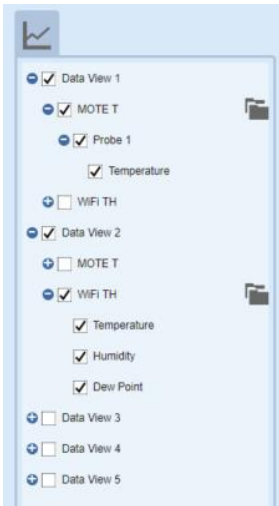 Data View 1
MOTE T
Probe 1
Temperature
WiFi TH
Data View 2
MOTE T
WiFi TH
Temperature
Humidity
Dew Point
Data View 3
Data View 4
Data View 5